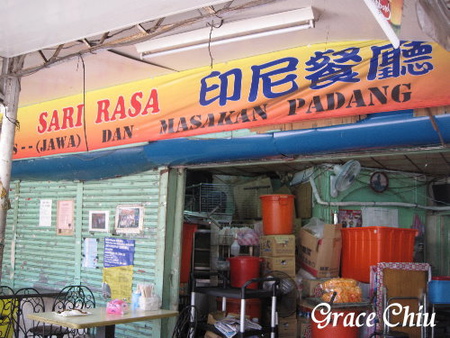 SARI RASA 印尼餐廳
S--(JAWA) DAN MASAKAN PADANG
Grace Chiu